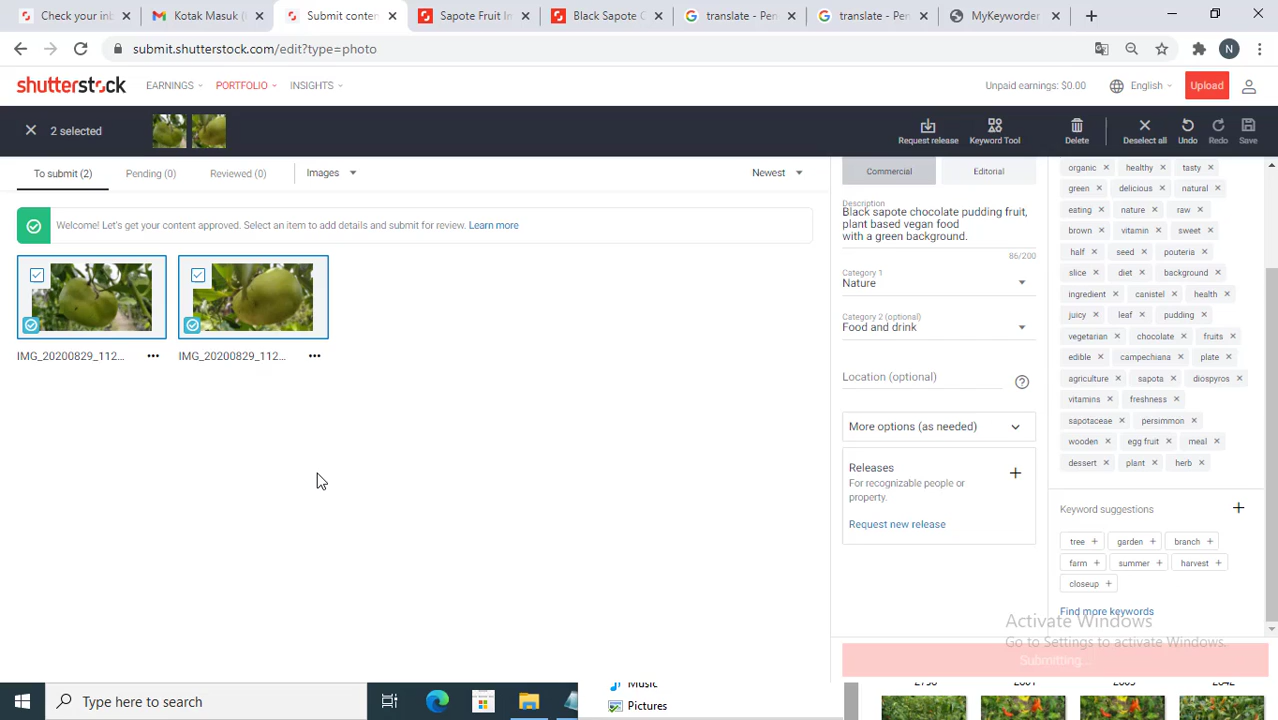 Check your inb
Kotak Masuk (
Submit conten
Sapote Fruit In
Black Sapote C
translate - Pen
translate - Pen
MyKeyworder
submit.shutterstock.com/edit?type=photo
shutterstock
EARNINGS
PORTFOLIO
INSIGHTS
Unpaid earnings: $0.00
English
Upload
2 selected
Request release
Keyword Tool
Delete
Deselect all
Undo
Redo
Save
To submit (2)
Pending (0)
Reviewed (0)
Images
Newest
Welcome! Let's get your content approved. Select an item to add details and submit for review. Learn more
IMG_20200829_112...
IMG_20200829_112...
Commercial
Editorial
Description
Black sapote chocolate pudding fruit,
plant based vegan food
with a green background.
86/200
Category 1
Nature
Category 2 (optional)
Food and drink
Location (optional)
More options (as needed)
Releases
For recognizable people or
property.
Request new release
organic healthy tasty
green delicious natural
eating nature raw
brown vitamin sweet
half seed pouteria
slice diet background
ingredient canistel health
juicy leaf pudding
vegetarian chocolate fruits
edible campechiana plate
agriculture sapota diospyros
vitamins freshness
sapotaceae persimmon
wooden egg fruit meal
dessert plant herb
Keyword suggestions
tree garden branch
farm summer harvest
closeup
Find more keywords
Activate Windows
Go to Settings to activate Windows.
Submitting...
Type here to search
Music
Pictures